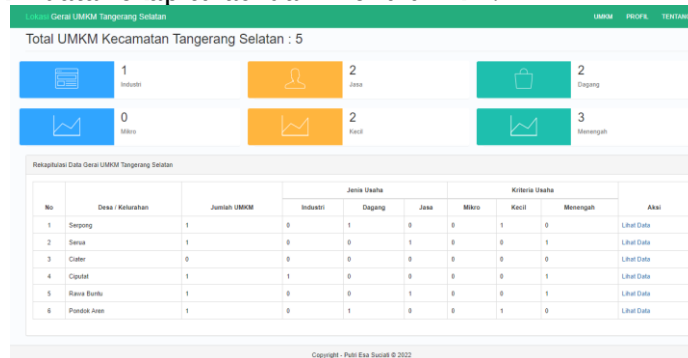 Lokasi Gerai UMKM Tangerang Selatan UMKM PROFIL TENTANG
Total UMKM Kecamatan Tangerang Selatan : 5
1 2 2
Industri Jasa Dagang
0 2 3
Mikro Kecil Menengah
Rekapitulasi Data Gerai UMKM Tangerang Selatan
Jenis Usaha Kriteria Usaha
No Desa / Kelurahan Jumlah UMKM Industri Dagang Jasa Mikro Kecil Menengah Aksi
1 Serpong 1 0 1 0 0 1 0 Lihat Data
2 Serua 1 0 0 1 0 0 1 Lihat Data
3 Ciater 0 0 0 0 0 0 0 Lihat Data
4 Ciputat 1 1 0 0 0 0 1 Lihat Data
5 Rawa Buntu 1 0 0 1 0 0 1 Lihat Data
6 Pondok Aren 1 0 1 0 0 1 0 Lihat Data
Copyright - Putri Esa Suciati © 2022